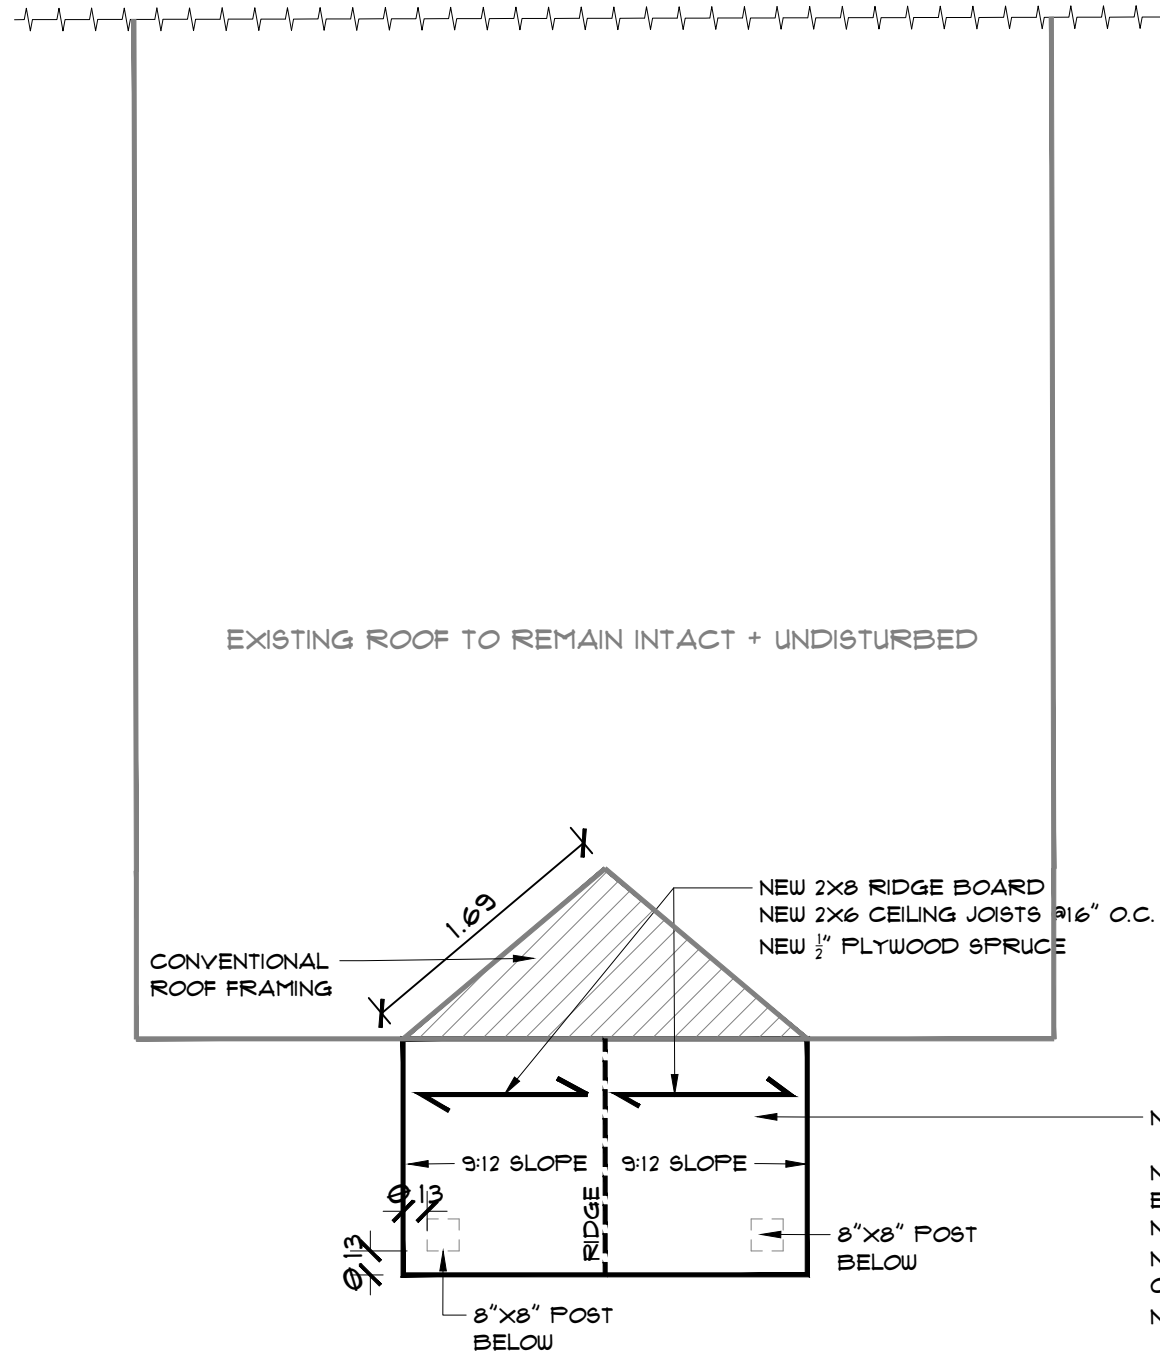 EXISTING ROOF TO REMAIN INTACT + UNDISTURBED
1.69
NEW 2X8 RIDGE BOARD
NEW 2X6 CEILING JOISTS @16" O.C.
NEW ½" PLYWOOD SPRUCE
CONVENTIONAL
ROOF FRAMING
N
9:12 SLOPE
9:12 SLOPE
N
0.13
RIDGE
E
N
8"X8" POST
BELOW
0.13
N
O
N
8"X8" POST
BELOW